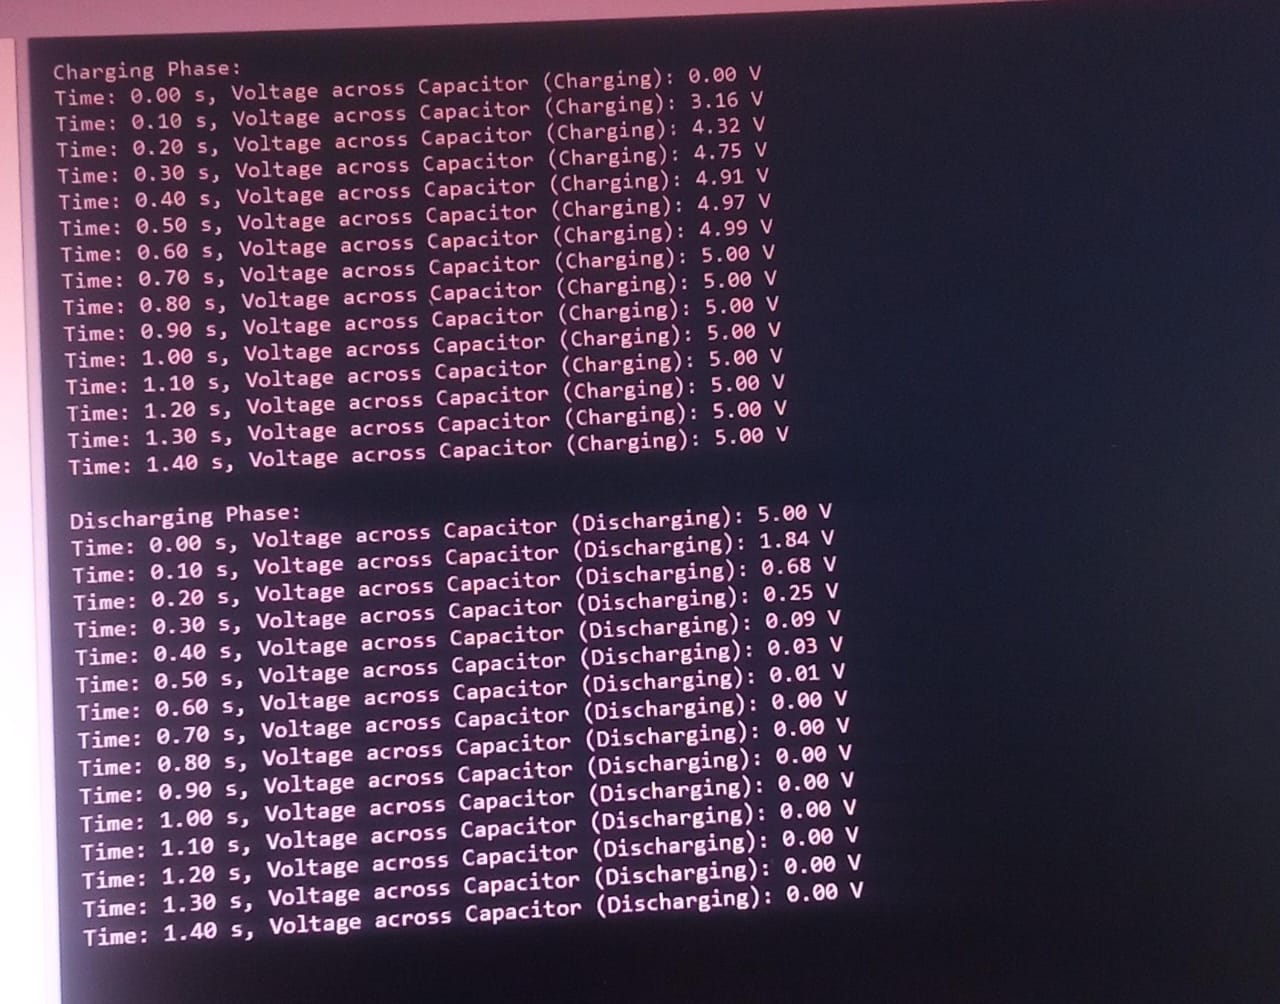 Charging Phase:
Time: 0.00 s, Voltage across Capacitor (Charging): 0.00 V
Time: 0.10 s, Voltage across Capacitor (Charging): 3.16 V
Time: 0.20 s, Voltage across Capacitor (Charging): 4.32 V
Time: 0.30 s, Voltage across Capacitor (Charging): 4.75 V
Time: 0.40 s, Voltage across Capacitor (Charging): 4.91 V
Time: 0.50 s, Voltage across Capacitor (Charging): 4.97 V
Time: 0.60 s, Voltage across Capacitor (Charging): 4.99 V
Time: 0.70 s, Voltage across Capacitor (Charging): 5.00 V
Time: 0.80 s, Voltage across Capacitor (Charging): 5.00 V
Time: 0.90 s, Voltage across Capacitor (Charging): 5.00 V
Time: 1.00 s, Voltage across Capacitor (Charging): 5.00 V
Time: 1.10 s, Voltage across Capacitor (Charging): 5.00 V
Time: 1.20 s, Voltage across Capacitor (Charging): 5.00 V
Time: 1.30 s, Voltage across Capacitor (Charging): 5.00 V
Time: 1.40 s, Voltage across Capacitor (Charging): 5.00 V
Discharging Phase:
Time: 0.00 s, Voltage across Capacitor (Discharging): 5.00 V
Time: 0.10 s, Voltage across Capacitor (Discharging): 1.84 V
Time: 0.20 s, Voltage across Capacitor (Discharging): 0.68 V
Time: 0.30 s, Voltage across Capacitor (Discharging): 0.25 V
Time: 0.40 s, Voltage across Capacitor (Discharging): 0.09 V
Time: 0.50 s, Voltage across Capacitor (Discharging): 0.03 V
Time: 0.60 s, Voltage across Capacitor (Discharging): 0.01 V
Time: 0.70 s, Voltage across Capacitor (Discharging): 0.00 V
Time: 0.80 s, Voltage across Capacitor (Discharging): 0.00 V
Time: 0.90 s, Voltage across Capacitor (Discharging): 0.00 V
Time: 1.00 s, Voltage across Capacitor (Discharging): 0.00 V
Time: 1.10 s, Voltage across Capacitor (Discharging): 0.00 V
Time: 1.20 s, Voltage across Capacitor (Discharging): 0.00 V
Time: 1.30 s, Voltage across Capacitor (Discharging): 0.00 V
Time: 1.40 s, Voltage across Capacitor (Discharging): 0.00 V